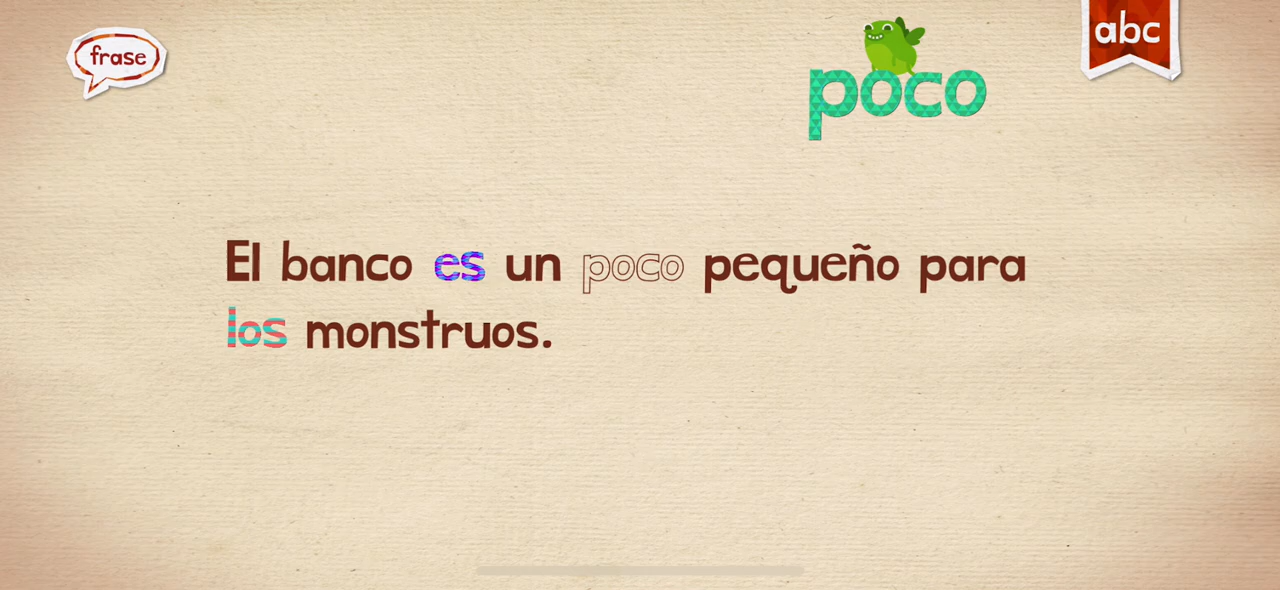 frase
abc
poco
El banco es un poco pequeño para
los monstruos.